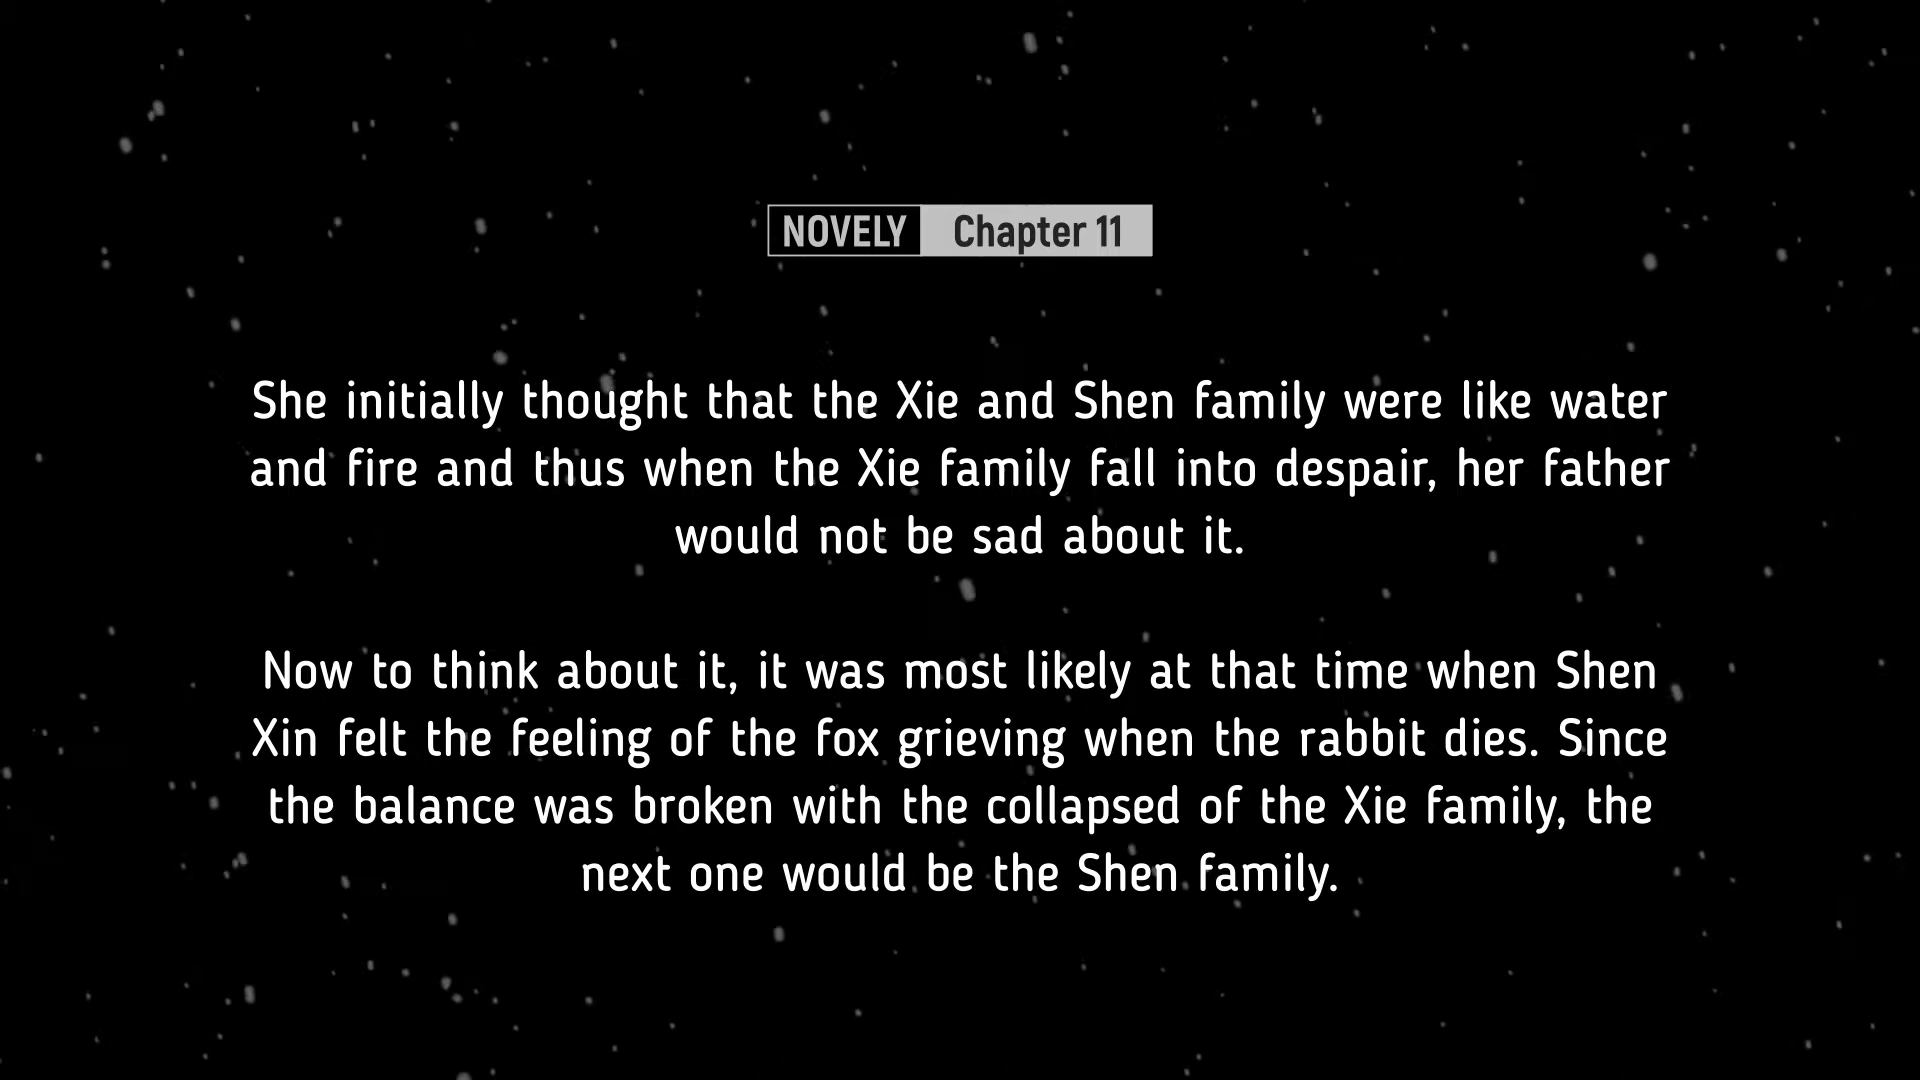 NOVELY Chapter 11
She initially thought that the Xie and Shen family were like water
and fire and thus when the Xie family fall into despair, her father
would not be sad about it.
Now to think about it, it was most likely at that time when Shen
Xin felt the feeling of the fox grieving when the rabbit dies. Since
the balance was broken with the collapsed of the Xie family, the
next one would be the Shen family.